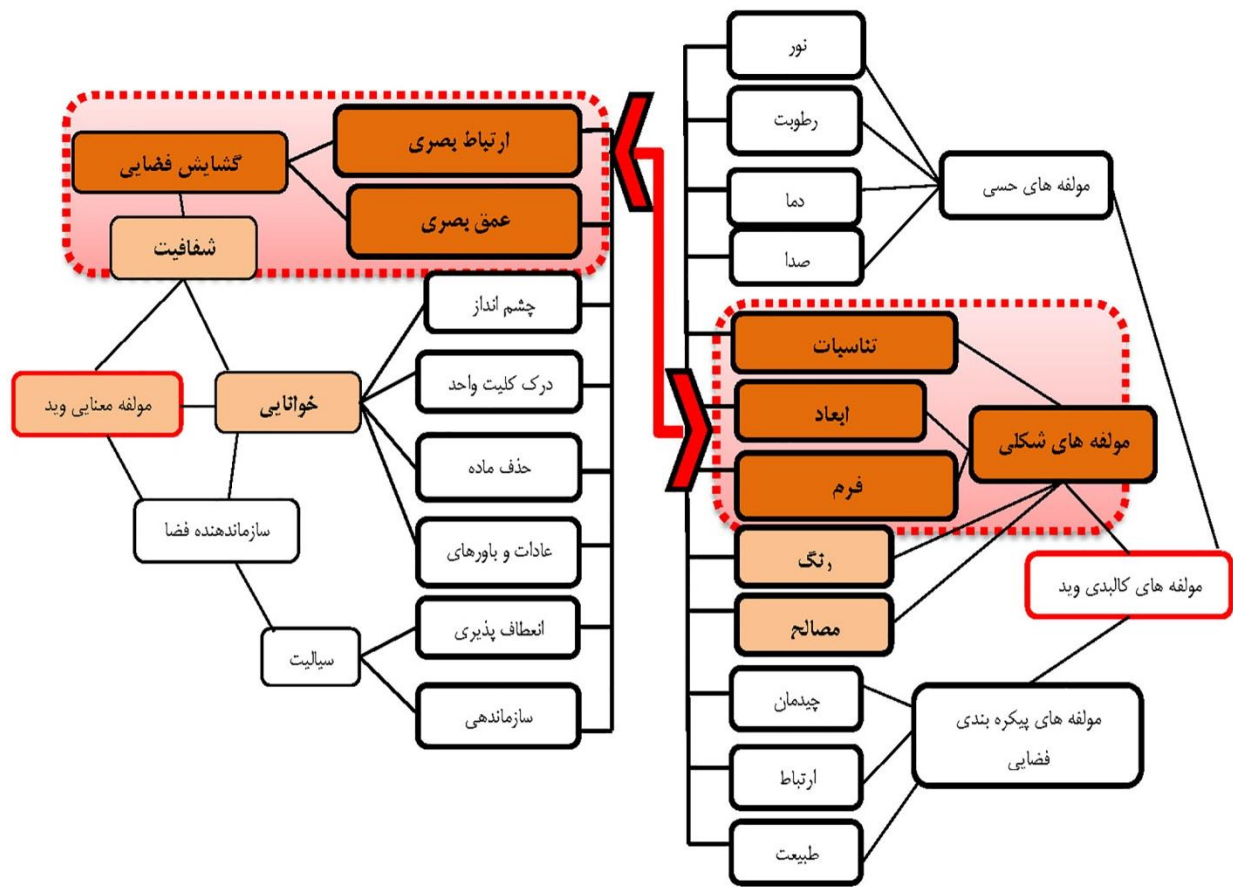 نور
رطوبت
دما
صدا
مولفه های حسی
تناسبات
ابعاد
فرم
مولفه های شکلی
رنگ
مصالح
مولفه های کالبدی وید
چیدمان
ارتباط
طبیعت
مولفه های پیکره بندی
فضایی
ارتباط بصری
عمق بصری
گشایش فضایی
شفافیت
چشم انداز
درک کلیت واحد
حذف ماده
عادات و باورهای
خوانایی
مولفه معنایی وید
سازماندهنده فضا
انعطاف پذیری
سازماندهی
سیالیت